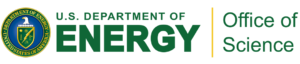 U.S. DEPARTMENT OF
ENERGY
Office of
Science